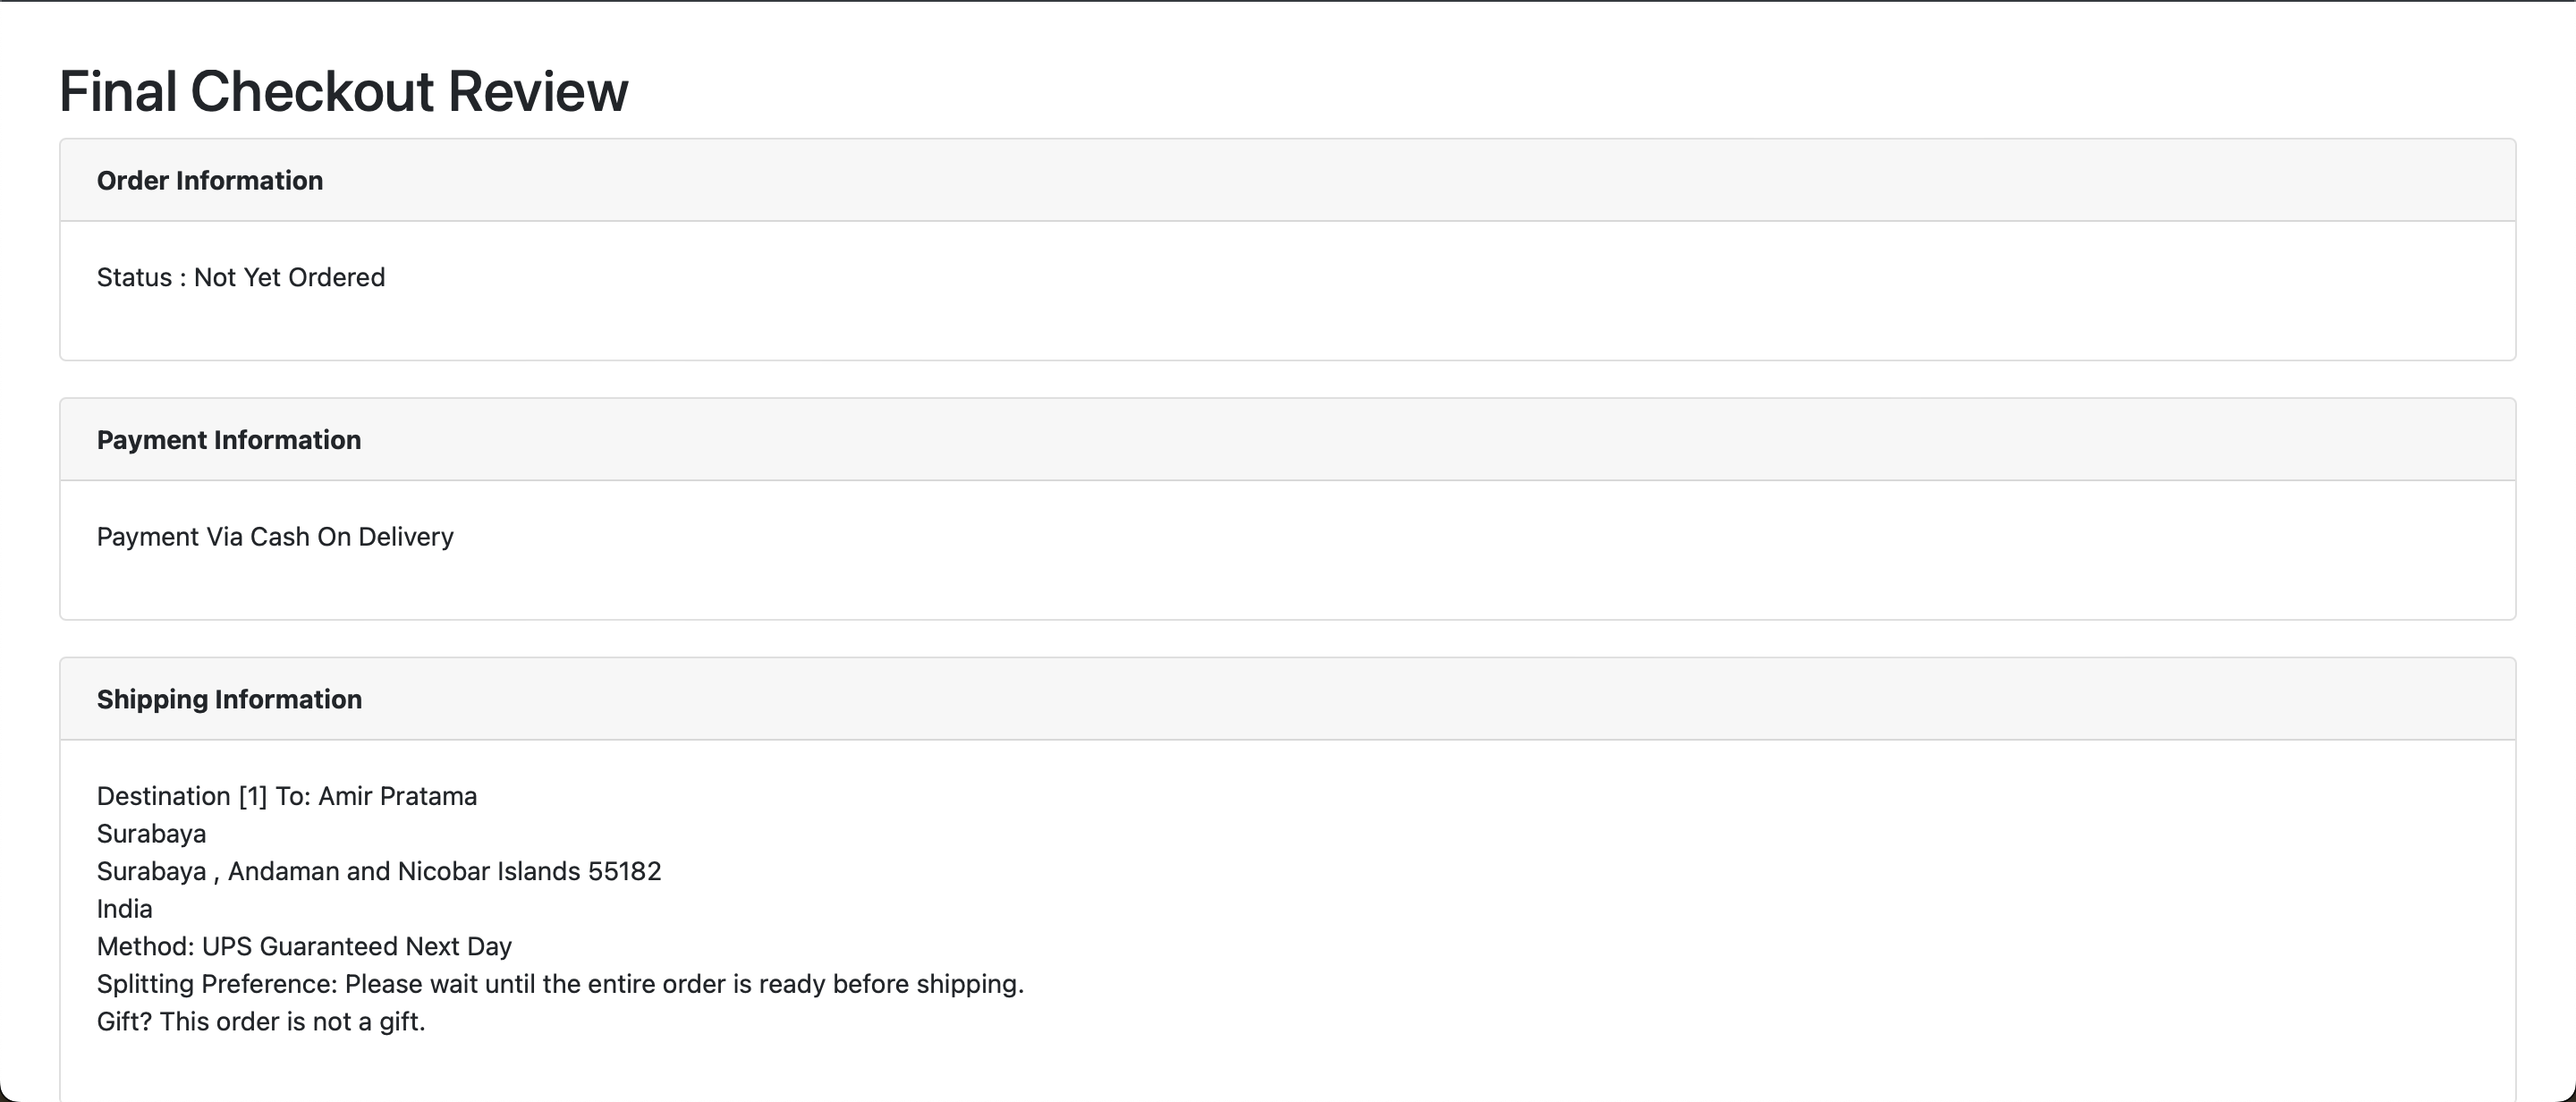 Final Checkout Review
Order Information
Status : Not Yet Ordered
Payment Information
Payment Via Cash On Delivery
Shipping Information
Destination [1] To: Amir Pratama
Surabaya
Surabaya , Andaman and Nicobar Islands 55182
India
Method: UPS Guaranteed Next Day
Splitting Preference: Please wait until the entire order is ready before shipping.
Gift? This order is not a gift.